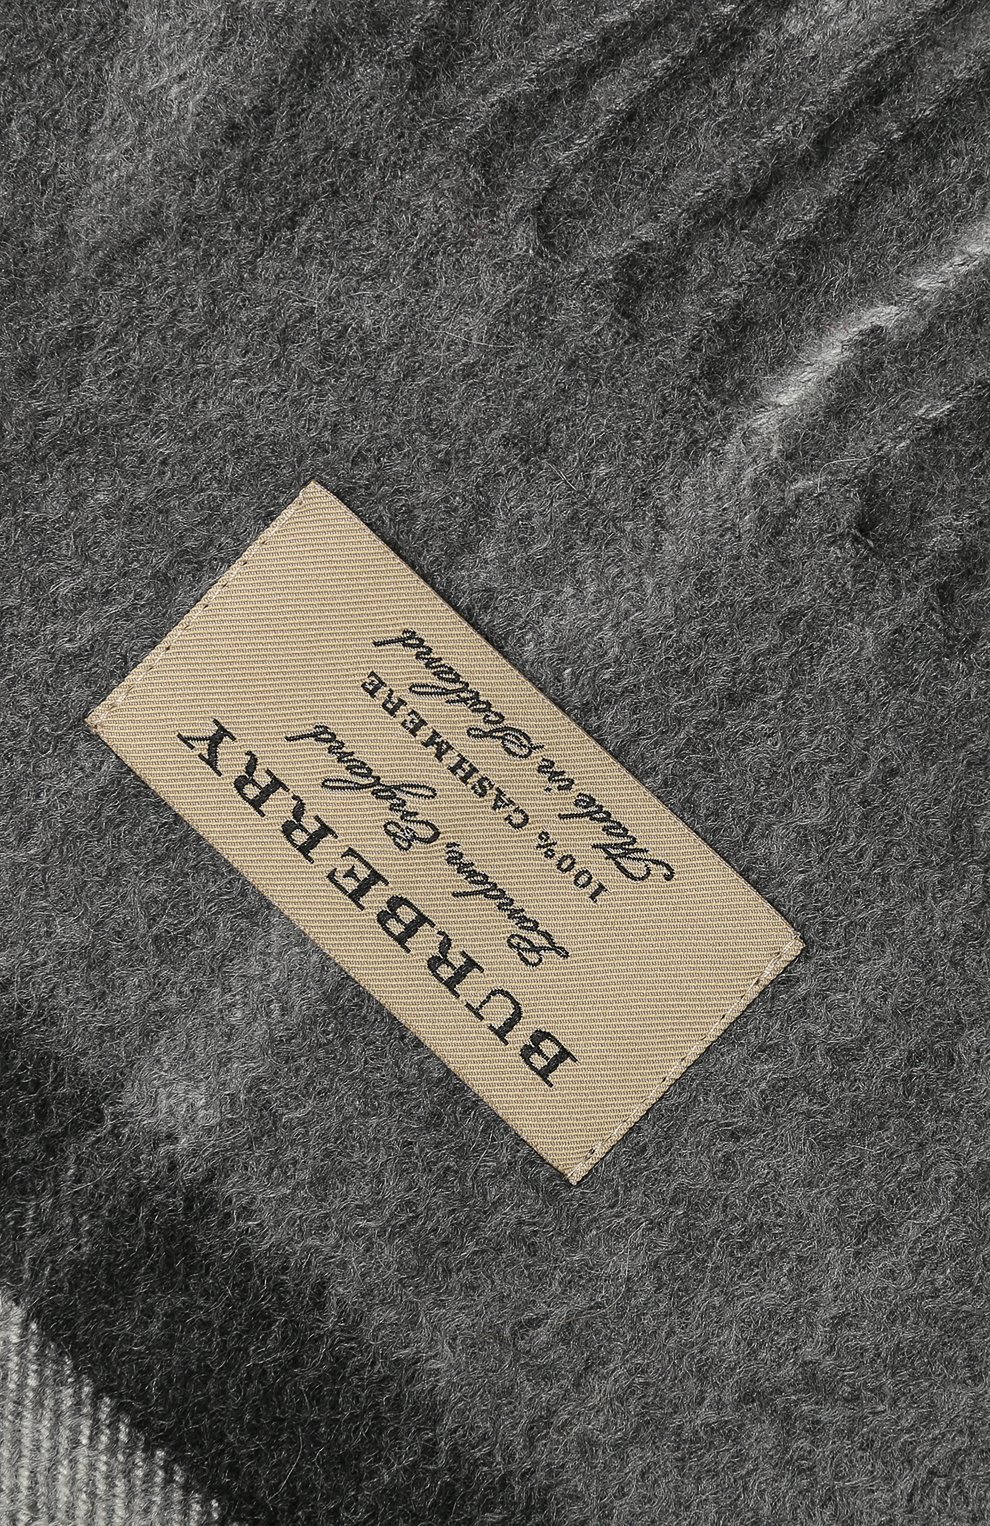 BURBERRY
London, England
100% CASHMERE
Made in Scotland